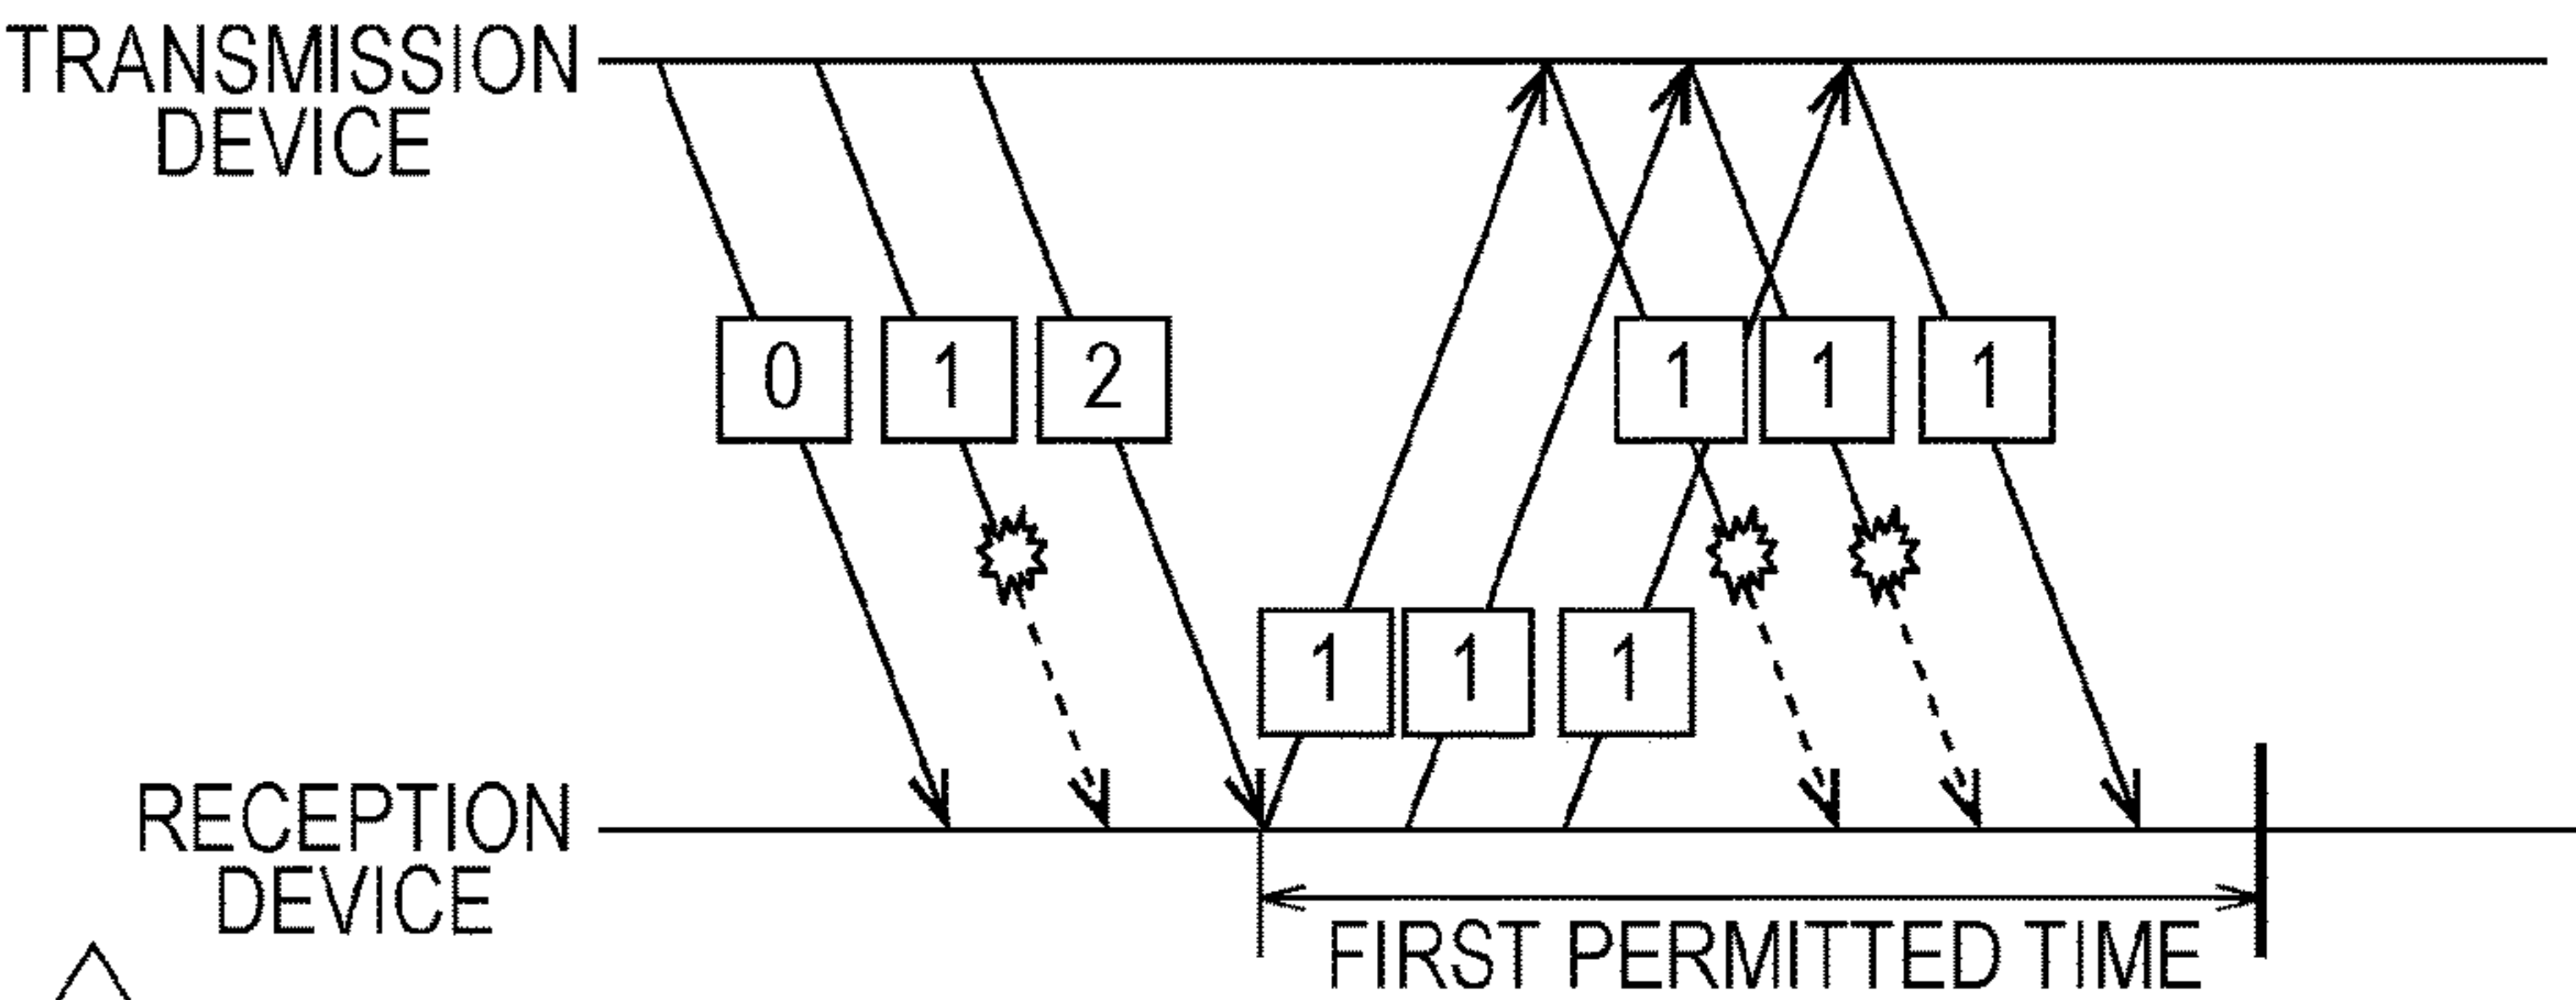 TRANSMISSION
DEVICE
0 1 2 1 1 1
1 1 1
RECEPTION
DEVICE
FIRST PERMITTED TIME